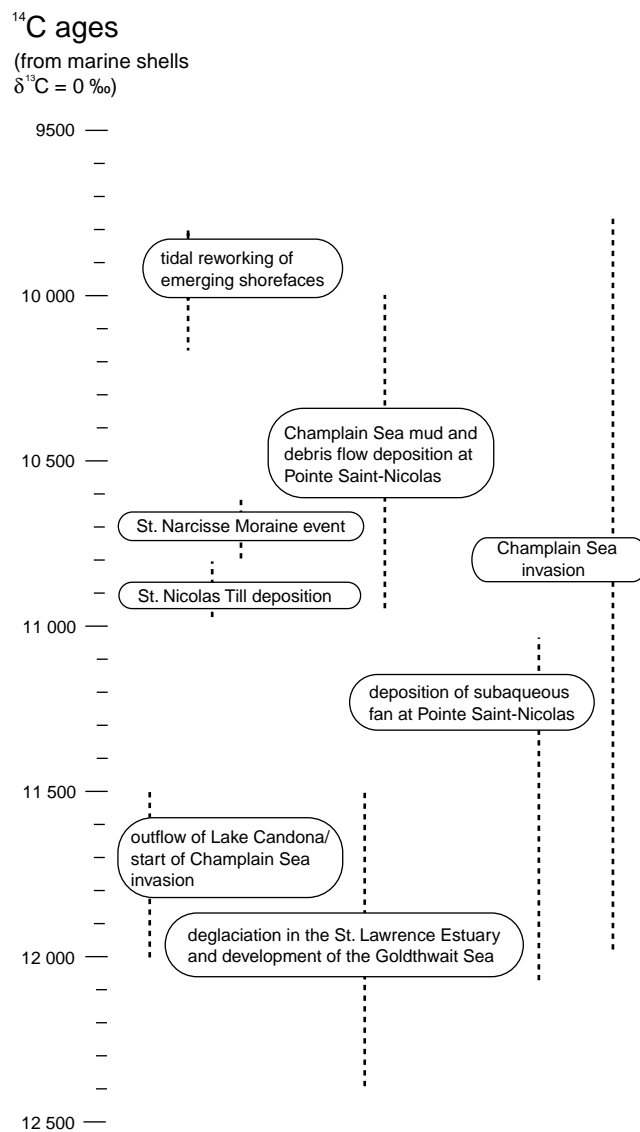 ¹⁴C ages
(from marine shells
δ¹³C = 0 ‰)
9500
tidal reworking of
emerging shorefaces
10 000
Champlain Sea mud and
debris flow deposition at
Pointe Saint-Nicolas
10 500
St. Narcisse Moraine event
Champlain Sea
invasion
St. Nicolas Till deposition
11 000
deposition of subaqueous
fan at Pointe Saint-Nicolas
11 500
outflow of Lake Candona/
start of Champlain Sea
invasion
deglaciation in the St. Lawrence Estuary
and development of the Goldthwait Sea
12 000
12 500